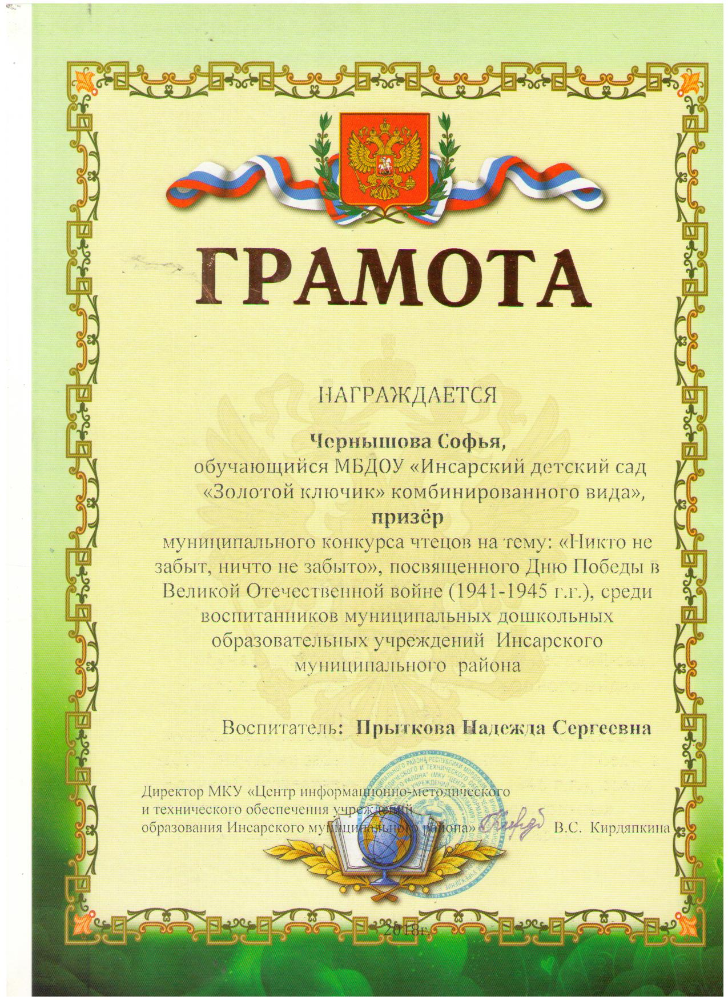 ГРАМОТА
НАГРАЖДАЕТСЯ
Чернышова Софья,
обучающийся МБДОУ «Инсарский детский сад
«Золотой ключик» комбинированного вида»,
призёр
муниципального конкурса чтецов на тему: «Никто не
забыт, ничто не забыто», посвященного Дню Победы в
Великой Отечественной войне (1941-1945 г.г.), среди
воспитанников муниципальных дошкольных
образовательных учреждений Инсарского
муниципального района
Воспитатель: Прыткова Надежда Сергеевна
Директор МКУ «Центр информационно-методического
и технического обеспечения учреждений
образования Инсарского муниципального района» В.С. Кирдяпкина
2018г.